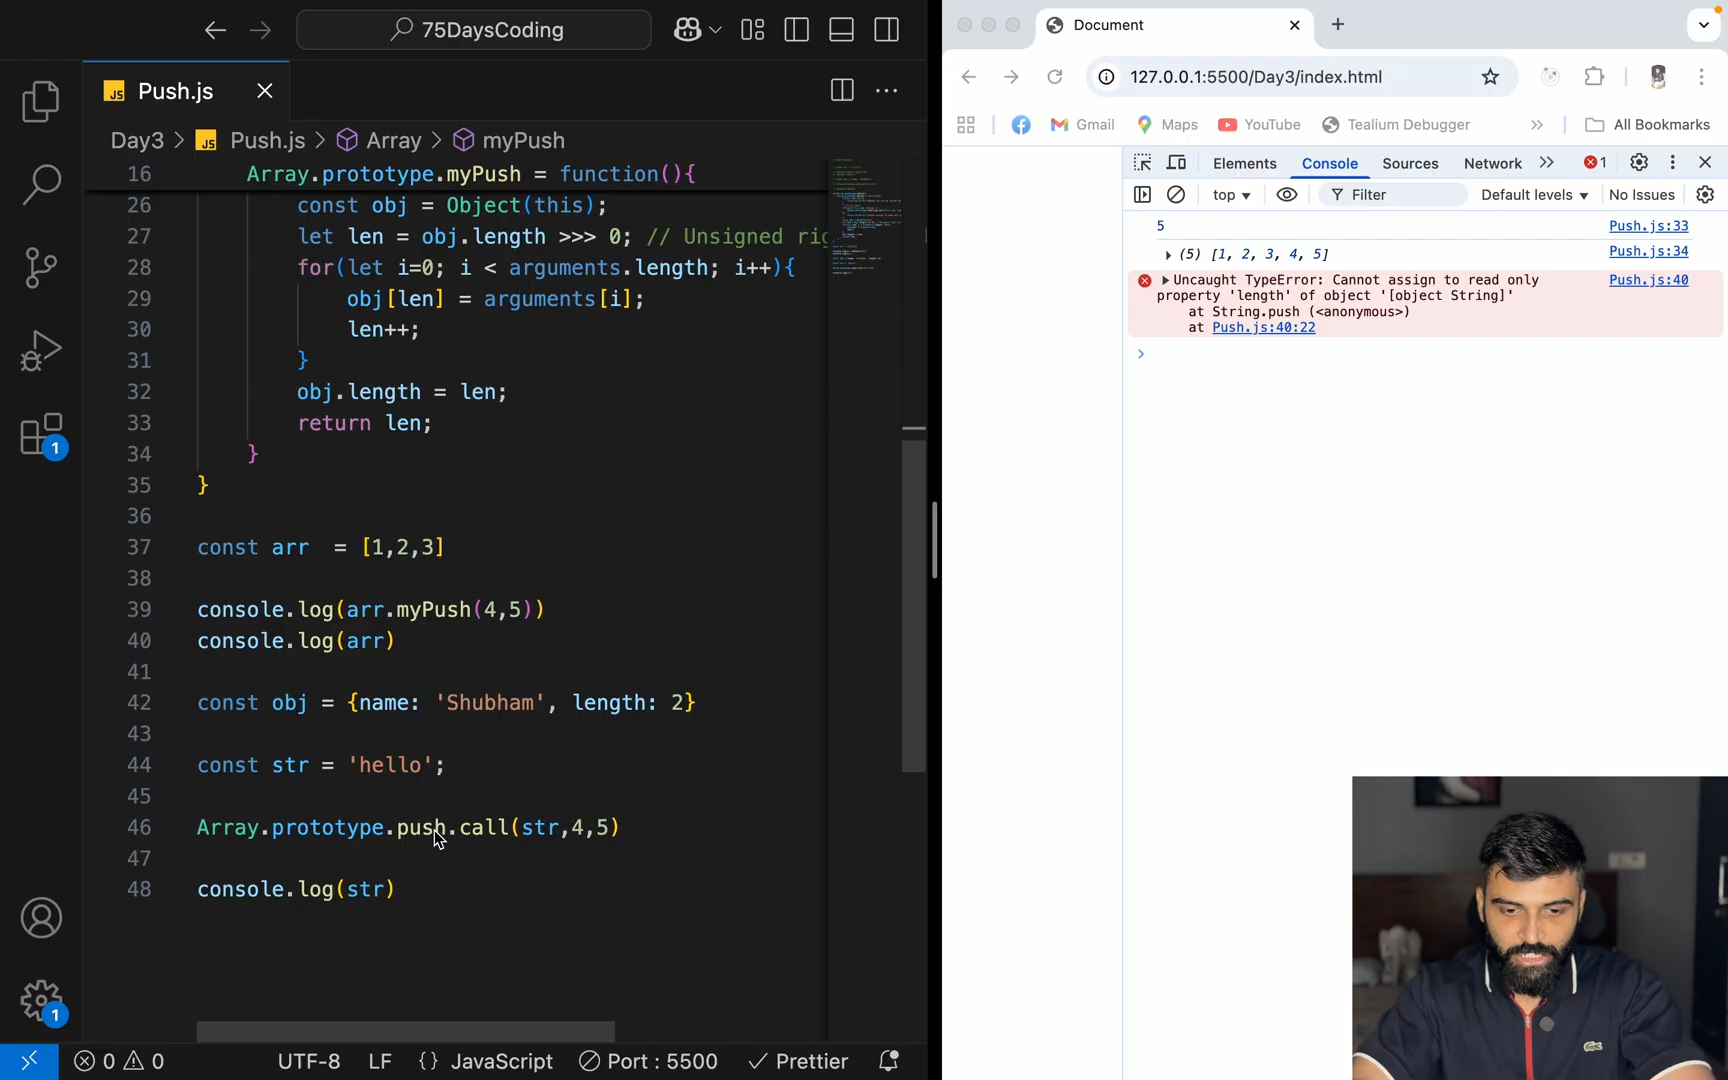 75DaysColding
Push.js
Day3 > Push.js > Array > myPush
16 Array.prototype.myPush = function(){
26 const obj = Object(this);
27 let len = obj.length >>> 0; // Unsigned rig
28 for(let i=0; i < arguments.length; i++){
29 obj[len] = arguments[i];
30 len++;
31 }
32 obj.length = len;
33 return len;
34 }
35 }
36
37 const arr = [1,2,3]
38
39 console.log(arr.myPush(4,5))
40 console.log(arr)
41
42 const obj = {name: 'Shubham', length: 2}
43
44 const str = 'hello';
45
46 Array.prototype.push.call(str,4,5)
47
48 console.log(str)
1
1
0 0 UTF-8 LF {} JavaScript Port : 5500 Prettier
Document
127.0.0.1:5500/Day3/index.html
Gmail Maps YouTube Tealium Debugger » All Bookmarks
Elements Console Sources Network » 1
top Filter Default levels No Issues
5 Push.js:33
(5) [1, 2, 3, 4, 5] Push.js:34
Uncaught TypeError: Cannot assign to read only Push.js:40
property 'length' of object '[object String]'
at String.push (<anonymous>)
at Push.js:40:22